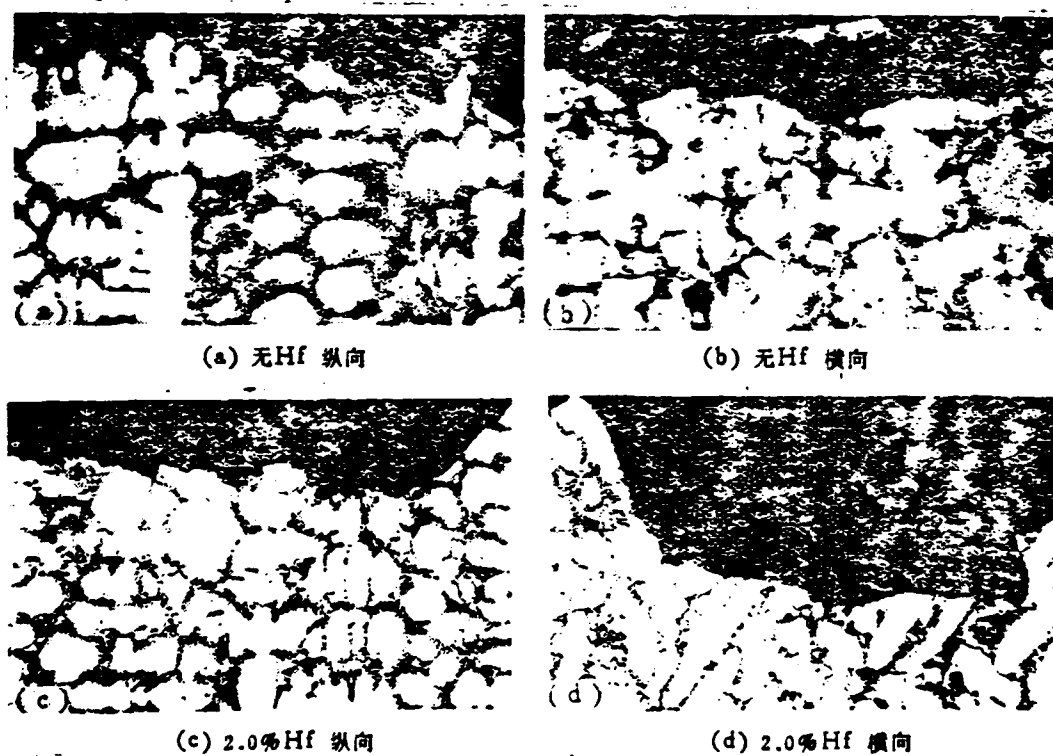 (a)
(b)
(a) 无Hf 纵向
(b) 无Hf 横向
(c)
(d)
(c) 2.0%Hf 纵向
(d) 2.0%Hf 横向